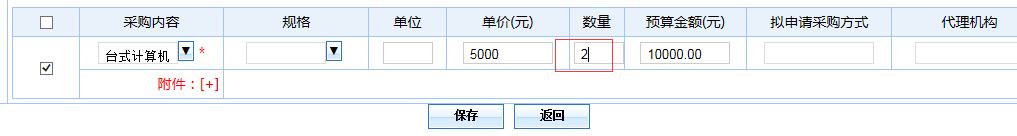 采购内容 规格 单位 单价(元) 数量 预算金额(元) 拟申请采购方式 代理机构
台式计算机 ▼ * ▼ 5000 2 10000.00
附件：[+]
保存 返回